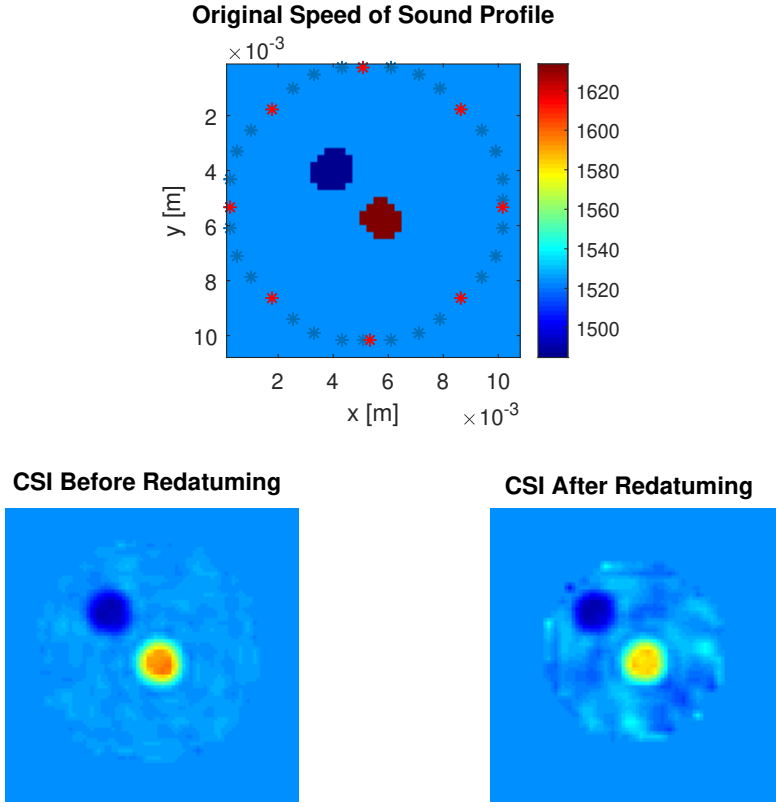 Original Speed of Sound Profile
×10⁻³
2
4
6
8
10
y [m]
2 4 6 8 10
x [m]
×10⁻³
1620
1600
1580
1560
1540
1520
1500
CSI Before Redatuming
CSI After Redatuming